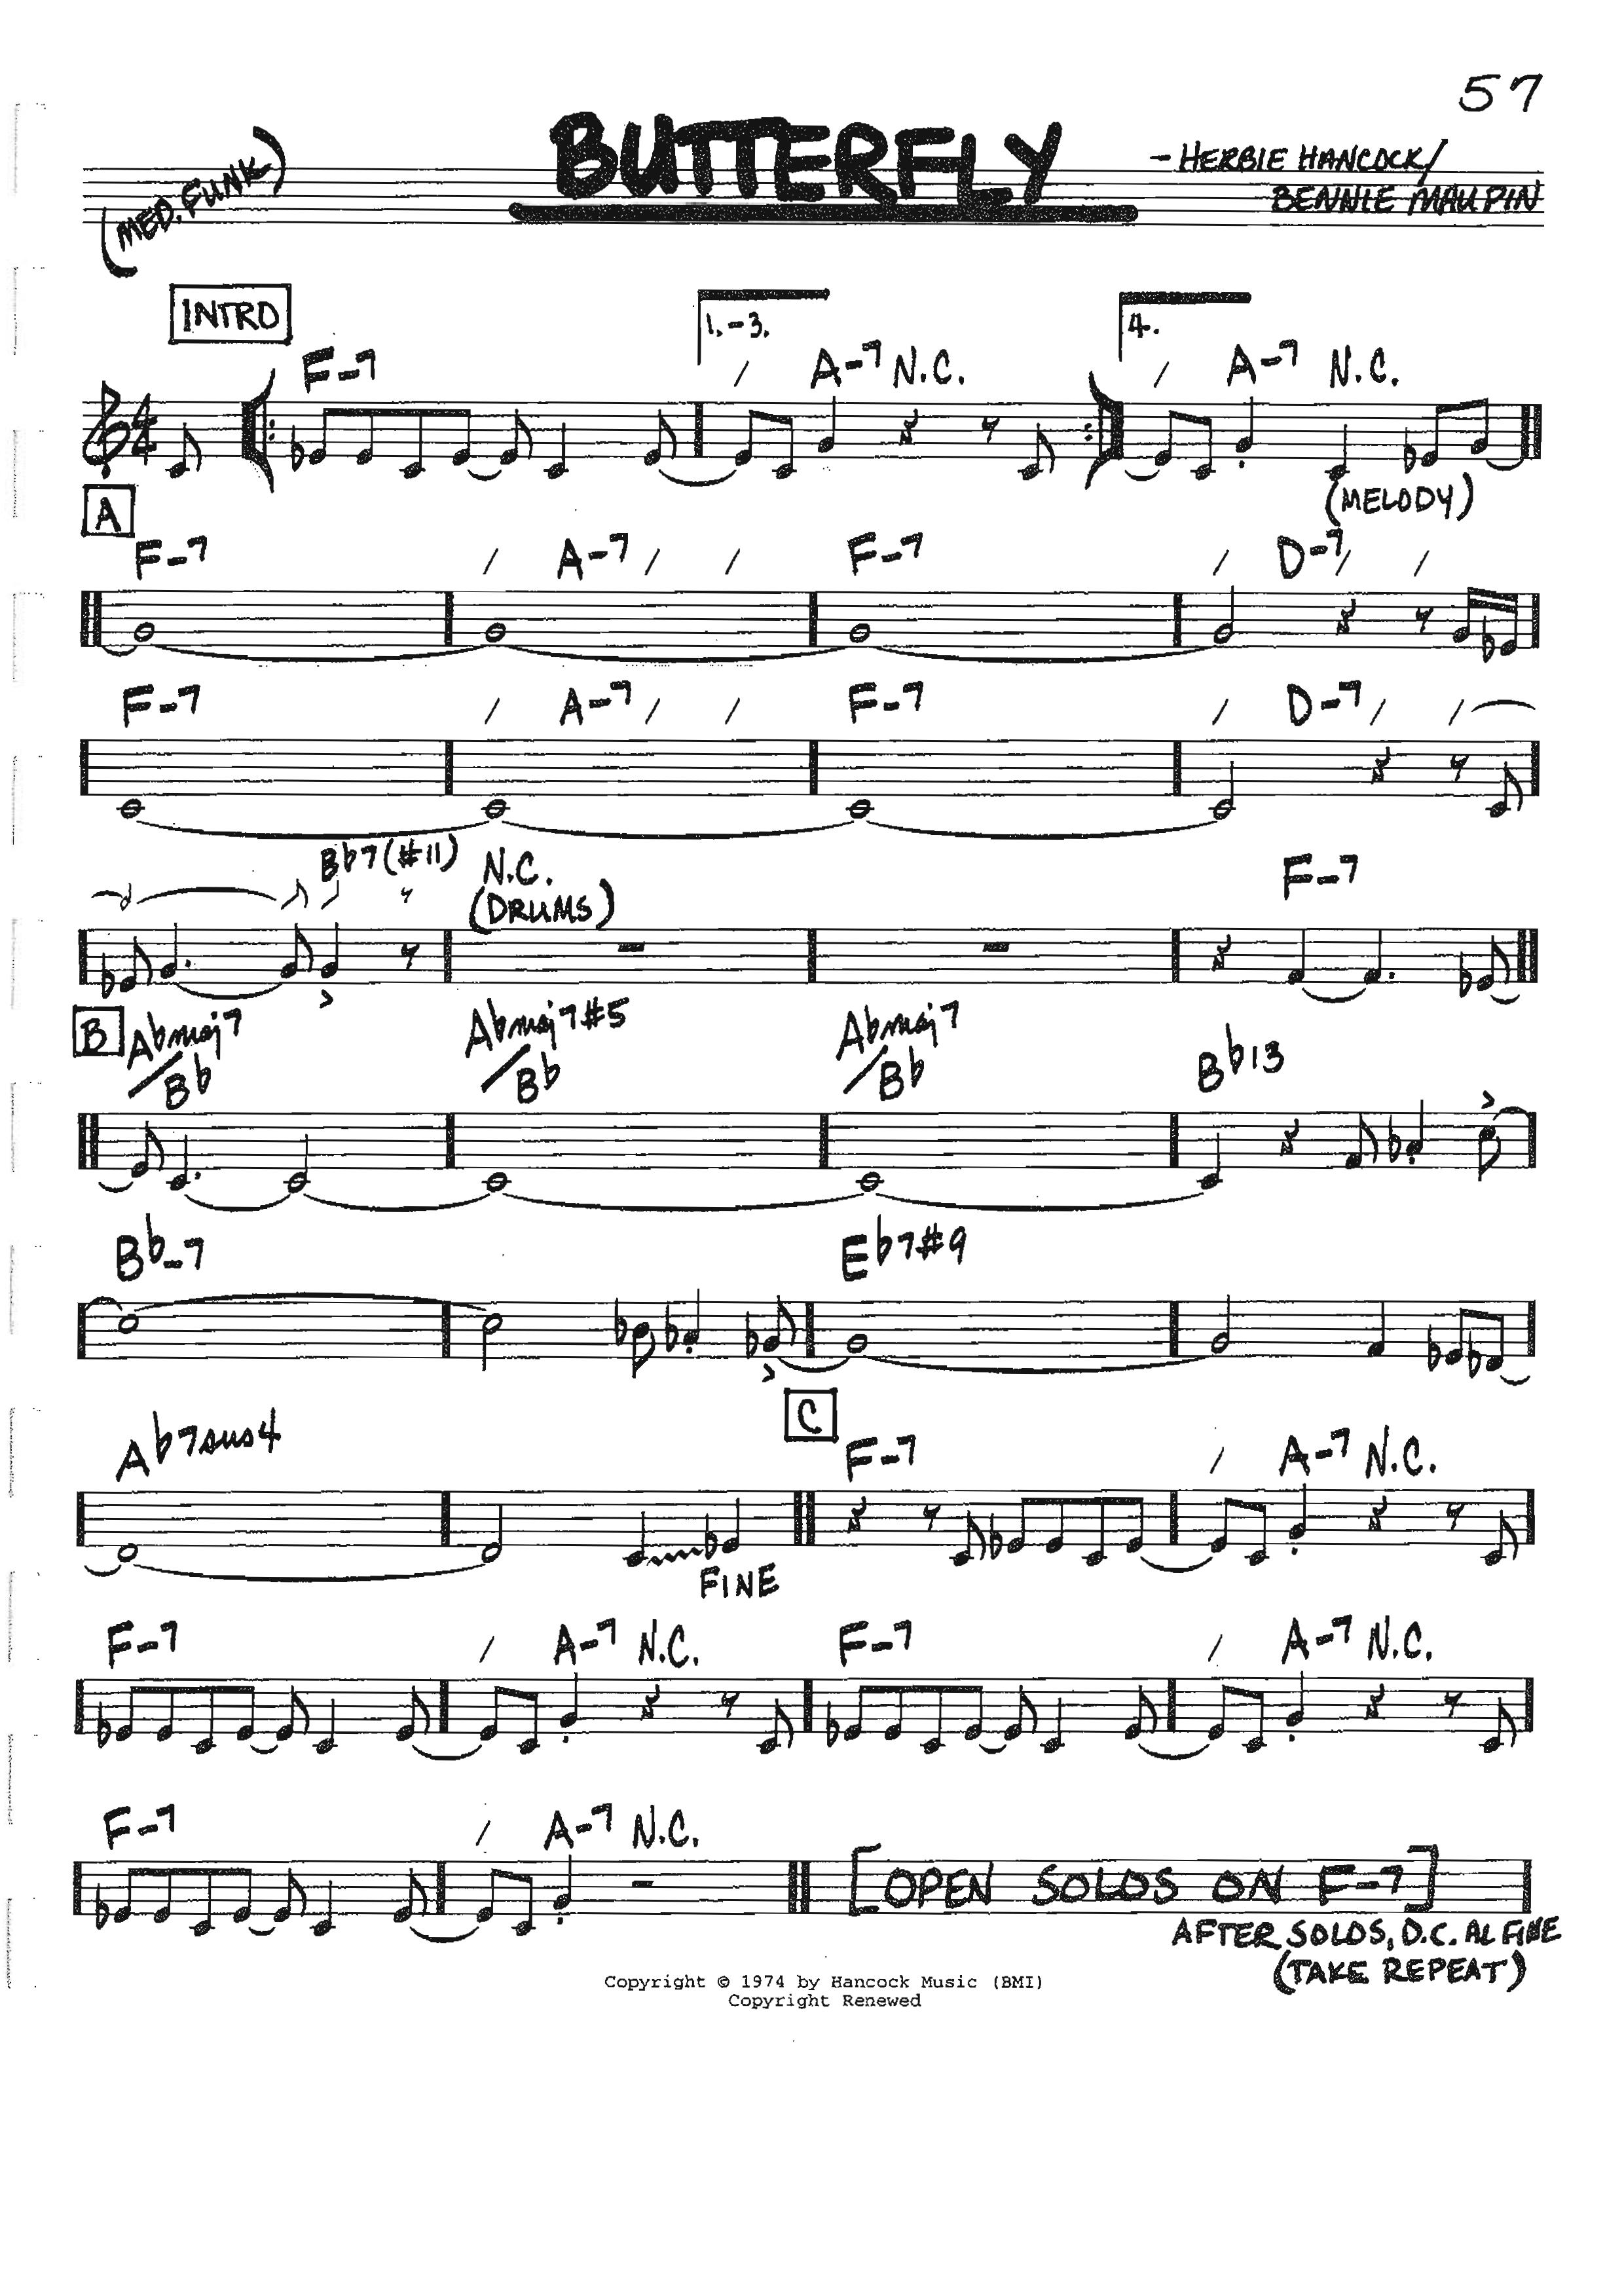 57
BUTTERFLY
(MED. FUNK)
- HERBIE HANCOCK/
BENNIE MAUPIN
INTRO
1.-3.
4.
F-7 / A-7 N.C. / A-7 N.C.
4
4
(MELODY)
A
F-7 / A-7 / / F-7 / D-7 / /
F-7 / A-7 / / F-7 / D-7 / /
Bb7(#11) N.C. F-7
(DRUMS)
B
Abmaj7/Bb Abmaj7#5/Bb Abmaj7/Bb Bb13
Bb-7 Eb7#9
C
Ab7sus4 F-7 / A-7 N.C.
FINE
F-7 / A-7 N.C. F-7 / A-7 N.C.
F-7 / A-7 N.C.
[OPEN SOLOS ON F-7]
AFTER SOLOS, D.C. AL FINE
(TAKE REPEAT)
Copyright © 1974 by Hancock Music (BMI)
Copyright Renewed